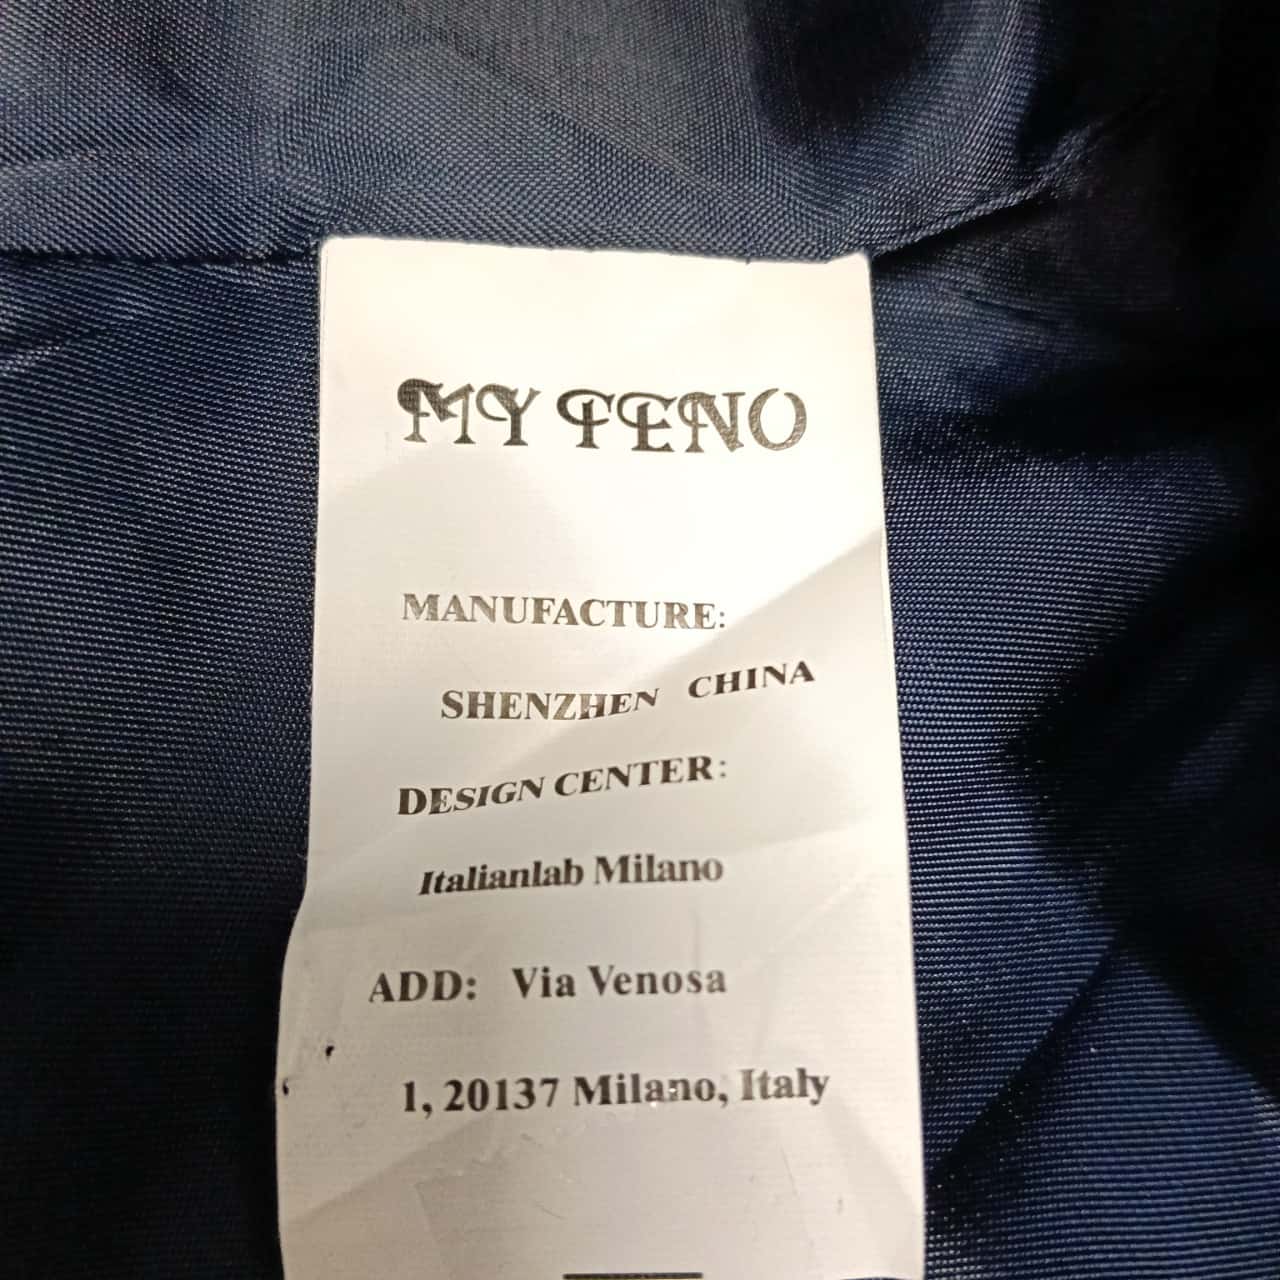 MY FENO
MANUFACTURE:
SHENZHEN CHINA
DESIGN CENTER:
Italianlab Milano
ADD: Via Venosa
1, 20137 Milano, Italy